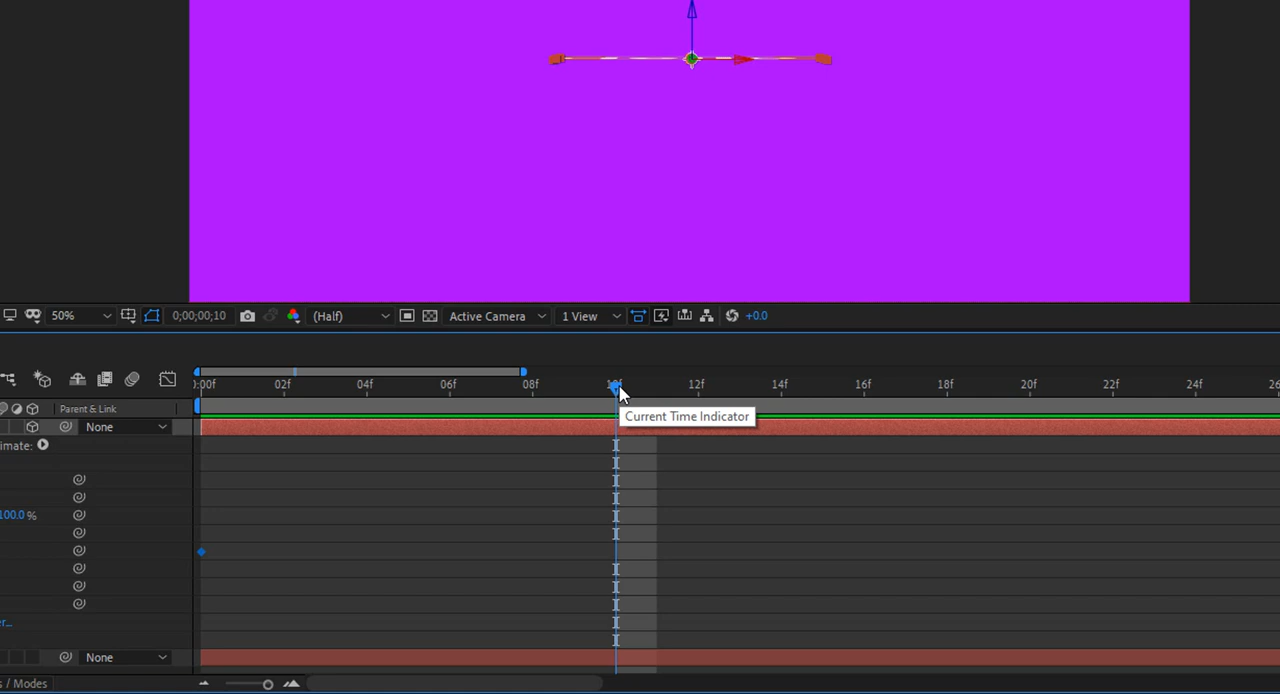 50% 0;00;00;10 (Half) Active Camera 1 View +0.0
):00F 02f 04f 06f 08f 10f 12f 14f 16f 18f 20f 22f 24f 26
Parent & Link
Current Time Indicator
None
imate:
100.0 %
er...
None
s / Modes